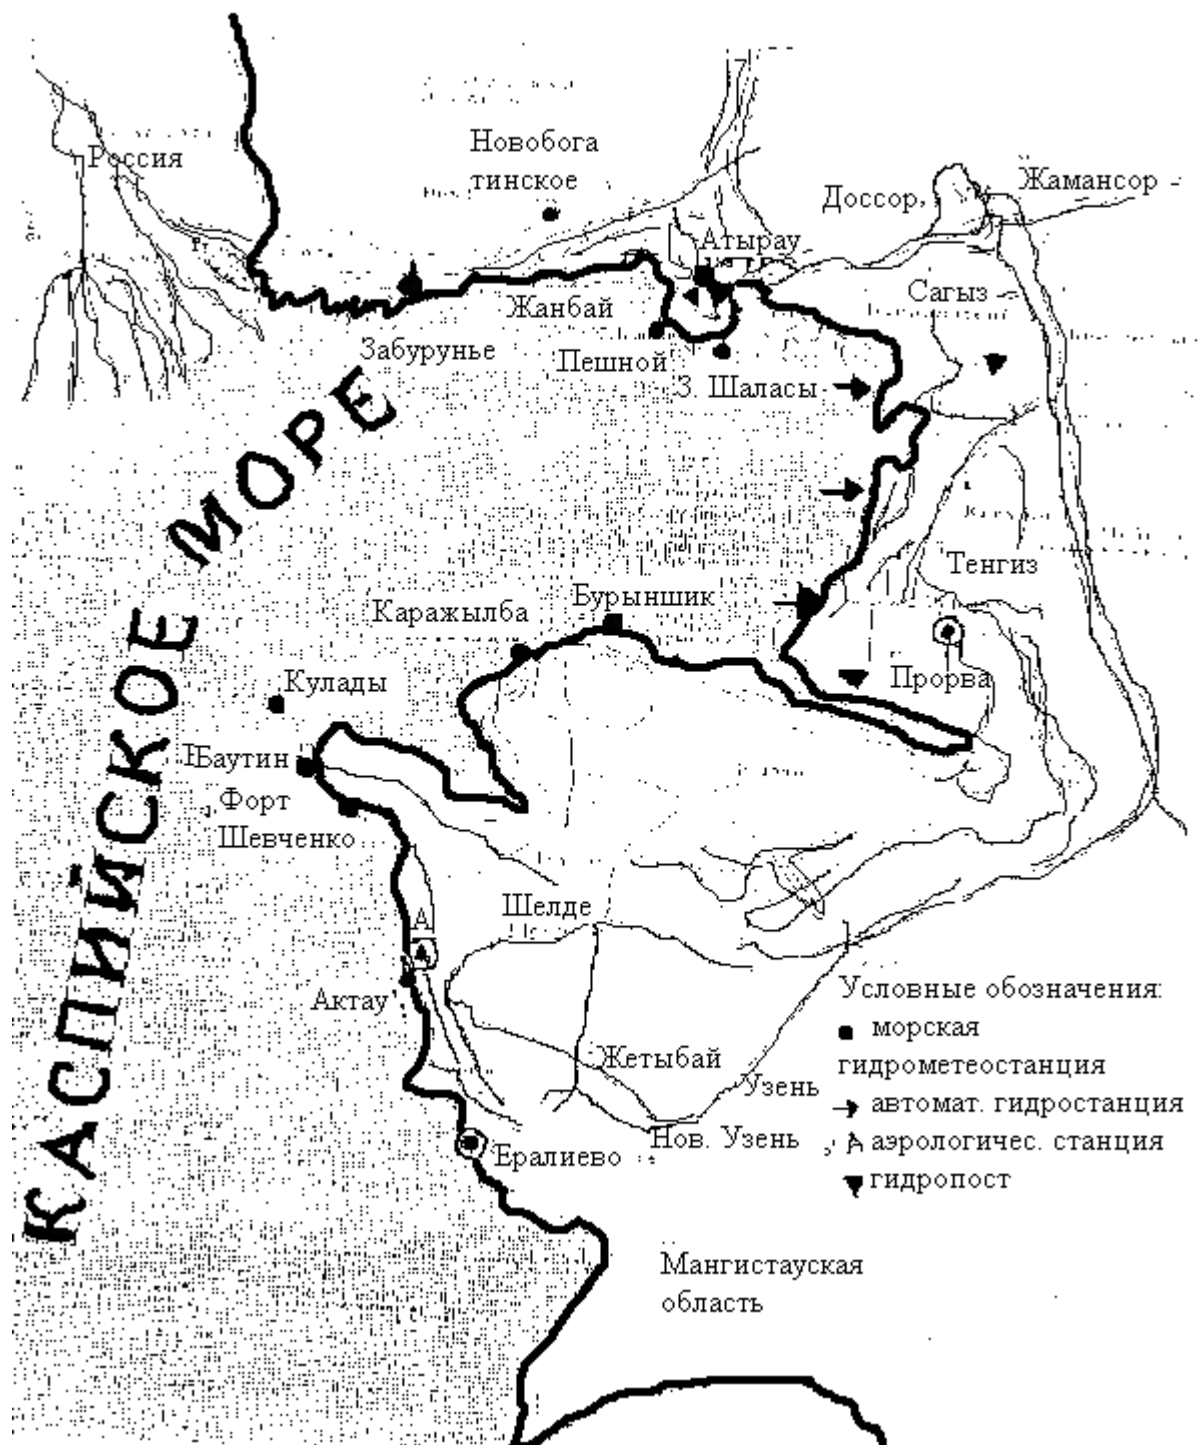 Новобога
тинское
Россия
Жамансор
Доссор
Атырау
Сагыз
Жанбай
Забурунье
Пешной
З. Шаласы
КАСПИЙСКОЕ МОРЕ
Тенгиз
Бурыншик
Каражылба
Прорва
Кулады
Баутин
Форт
Шевченко
Шелде
А
Актау
Условные обозначения:
морская
гидрометеостанция
Жетыбай
Узень
автомат. гидростанция
Нов. Узень
А аэрологичес. станция
Ералиево
гидропост
Мангистауская
область